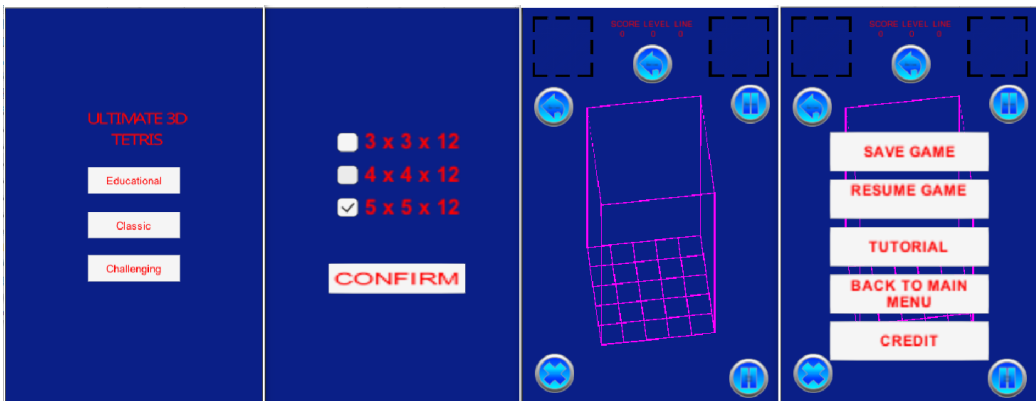 ULTIMATE 3D
TETRIS
Educational
Classic
Challenging
3 x 3 x 12
4 x 4 x 12
5 x 5 x 12
CONFIRM
SCORE LEVEL LINE
0 0 0
SCORE LEVEL LINE
0 0 0
SAVE GAME
RESUME GAME
TUTORIAL
BACK TO MAIN
MENU
CREDIT